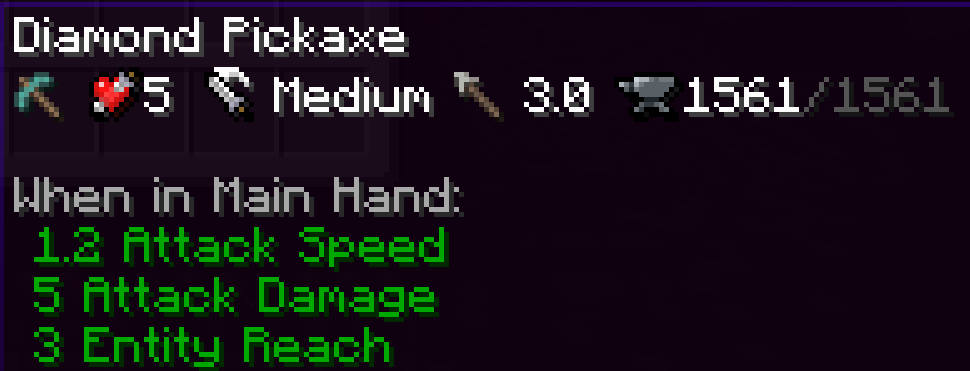 Diamond Pickaxe
5 Medium 3.0 1561/1561
When in Main Hand:
1.2 Attack Speed
5 Attack Damage
3 Entity Reach